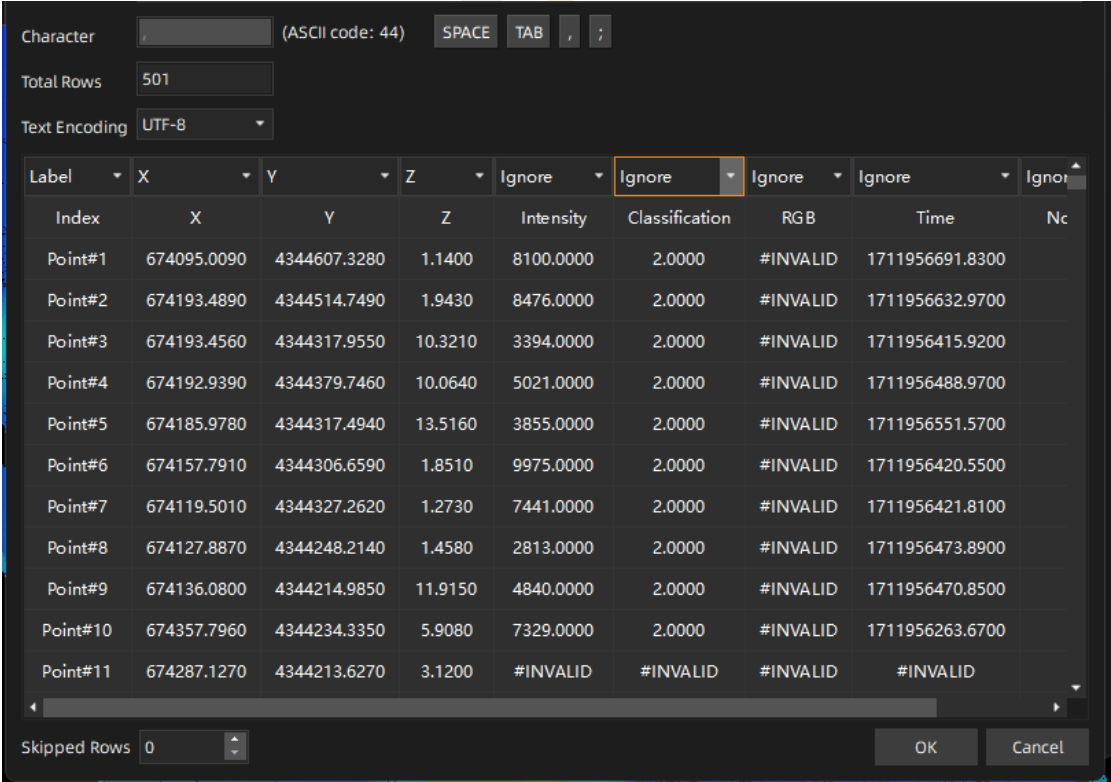 Character , (ASCII code: 44) SPACE TAB , ;
Total Rows 501
Text Encoding UTF-8
Label X Y Z Ignore Ignore Ignore Ignore Ignor
Index X Y Z Intensity Classification RGB Time Nc
Point#1 674095.0090 4344607.3280 1.1400 8100.0000 2.0000 #INVALID 1711956691.8300
Point#2 674193.4890 4344514.7490 1.9430 8476.0000 2.0000 #INVALID 1711956632.9700
Point#3 674193.4560 4344317.9550 10.3210 3394.0000 2.0000 #INVALID 1711956415.9200
Point#4 674192.9390 4344379.7460 10.0640 5021.0000 2.0000 #INVALID 1711956488.9700
Point#5 674185.9780 4344317.4940 13.5160 3855.0000 2.0000 #INVALID 1711956551.5700
Point#6 674157.7910 4344306.6590 1.8510 9975.0000 2.0000 #INVALID 1711956420.5500
Point#7 674119.5010 4344327.2620 1.2730 7441.0000 2.0000 #INVALID 1711956421.8100
Point#8 674127.8870 4344248.2140 1.4580 2813.0000 2.0000 #INVALID 1711956473.8900
Point#9 674136.0800 4344214.9850 11.9150 4840.0000 2.0000 #INVALID 1711956470.8500
Point#10 674357.7960 4344234.3350 5.9080 7329.0000 2.0000 #INVALID 1711956263.6700
Point#11 674287.1270 4344213.6270 3.1200 #INVALID #INVALID #INVALID #INVALID
Skipped Rows 0 OK Cancel